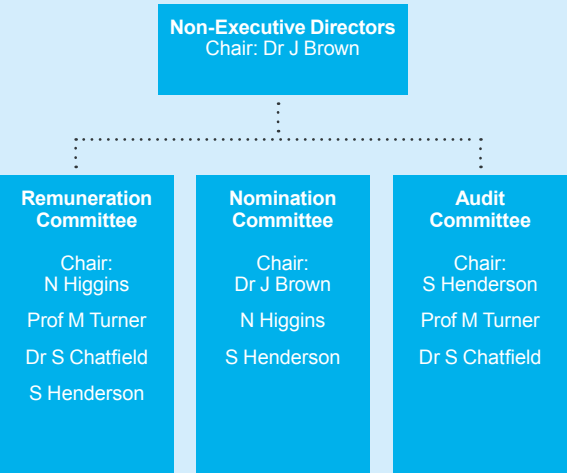 Non-Executive Directors
Chair: Dr J Brown
Remuneration
Committee
Chair:
N Higgins
Prof M Turner
Dr S Chatfield
S Henderson
Nomination
Committee
Chair:
Dr J Brown
N Higgins
S Henderson
Audit
Committee
Chair:
S Henderson
Prof M Turner
Dr S Chatfield